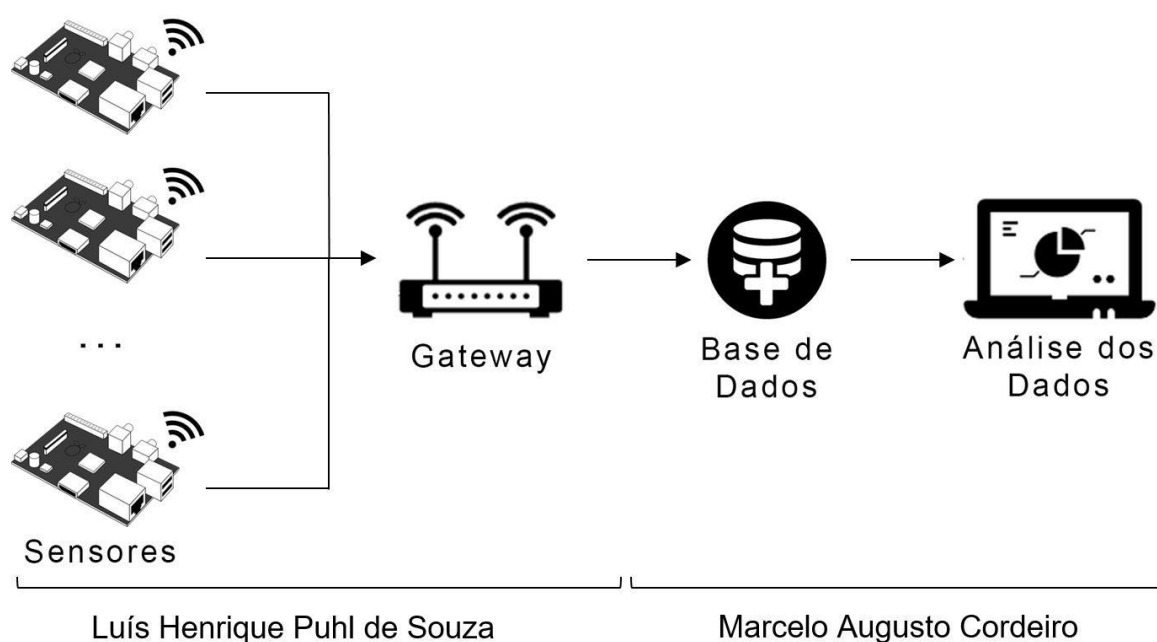 . . .
Sensores
Gateway
Base de
Dados
Análise dos
Dados
Luís Henrique Puhl de Souza
Marcelo Augusto Cordeiro